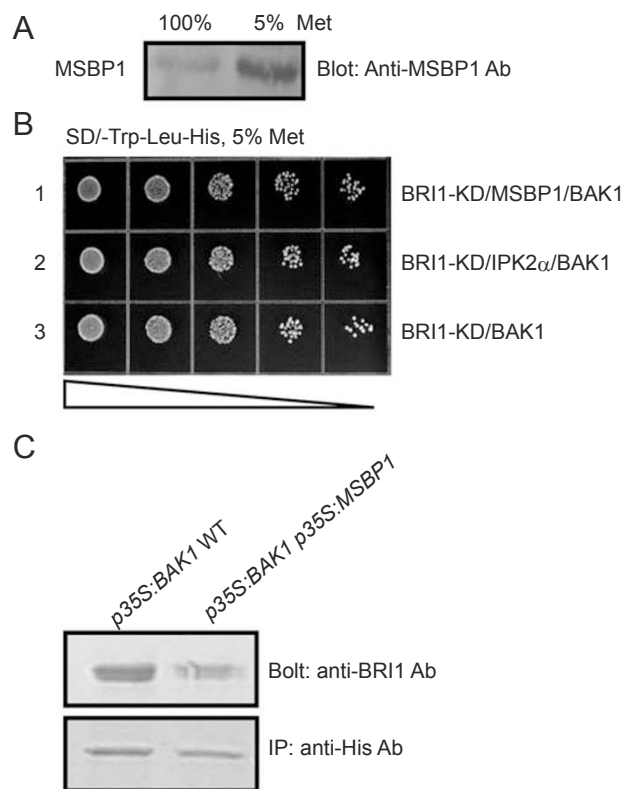 A
100% 5% Met
MSBP1 Blot: Anti-MSBP1 Ab
B
SD/-Trp-Leu-His, 5% Met
1 BRI1-KD/MSBP1/BAK1
2 BRI1-KD/IPK2α/BAK1
3 BRI1-KD/BAK1
C
p35S:BAK1 WT
p35S:BAK1 p35S:MSBP1
Bolt: anti-BRI1 Ab
IP: anti-His Ab